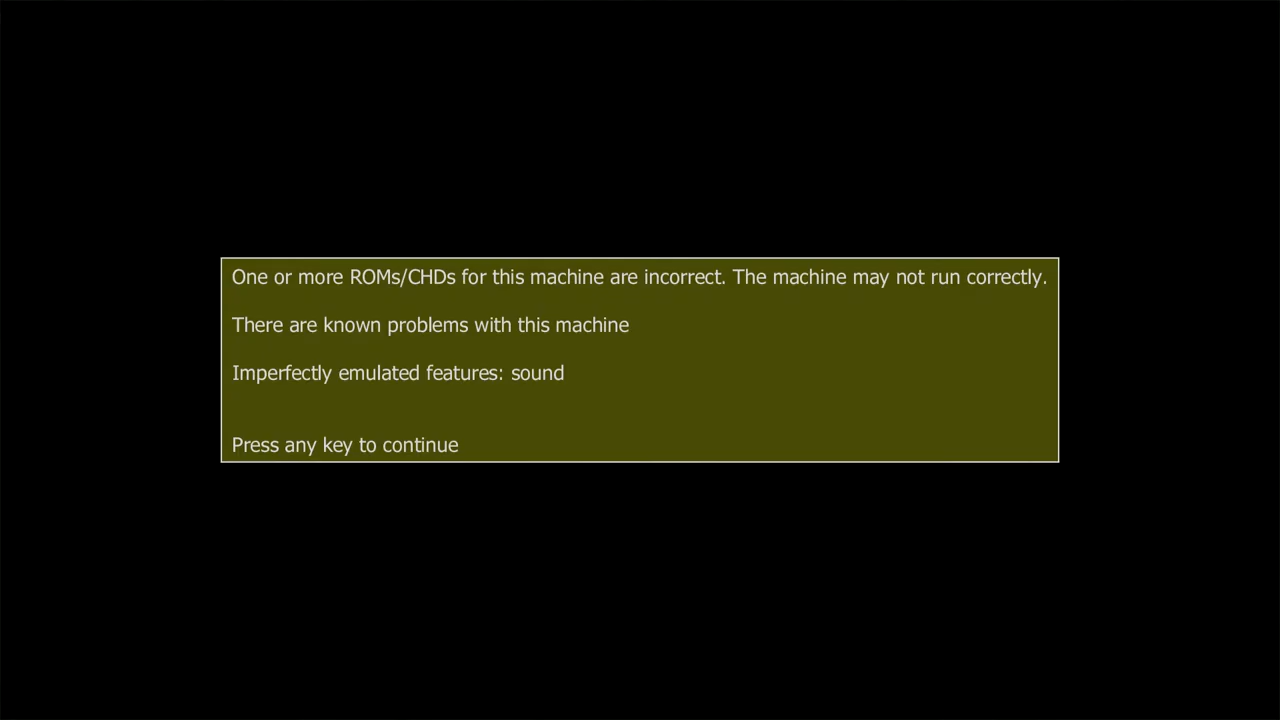 One or more ROMs/CHDs for this machine are incorrect. The machine may not run correctly.
There are known problems with this machine
Imperfectly emulated features: sound
Press any key to continue